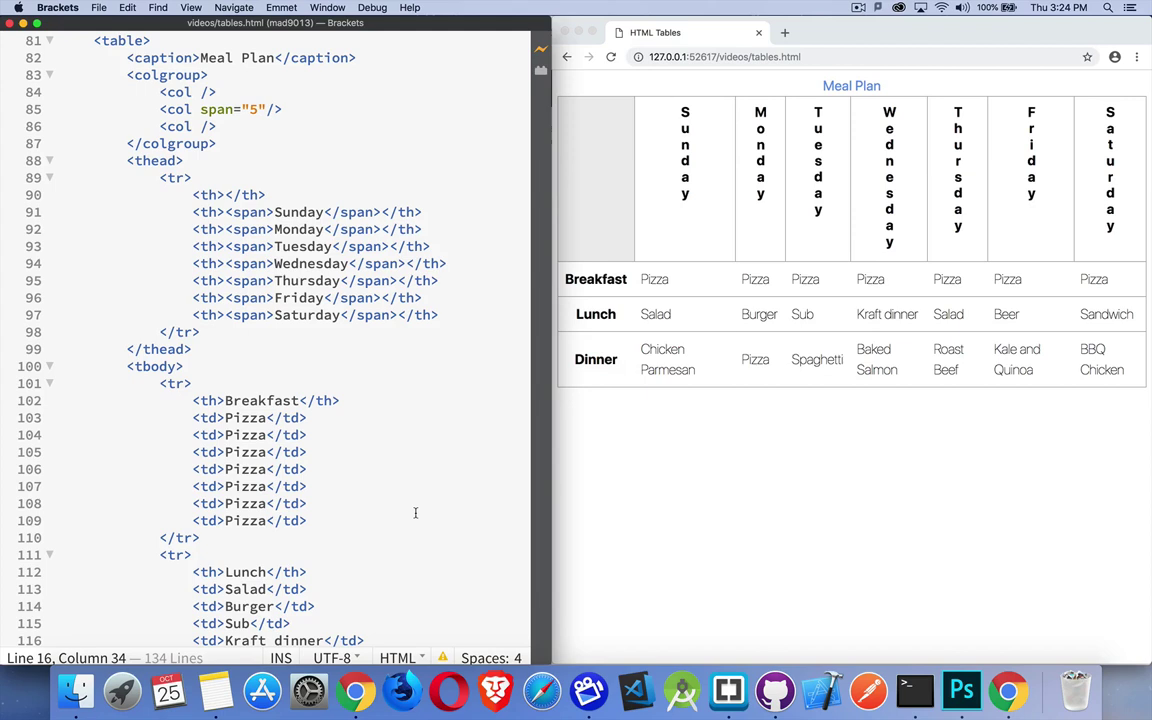 Brackets File Edit Find View Navigate Emmet Window Debug Help 100% Thu 3:24 PM
videos/tables.html (mad9013) — Brackets
81 <table>
82 <caption>Meal Plan</caption>
83 <colgroup>
84 <col />
85 <col span="5"/>
86 <col />
87 </colgroup>
88 <thead>
89 <tr>
90 <th></th>
91 <th><span>Sunday</span></th>
92 <th><span>Monday</span></th>
93 <th><span>Tuesday</span></th>
94 <th><span>Wednesday</span></th>
95 <th><span>Thursday</span></th>
96 <th><span>Friday</span></th>
97 <th><span>Saturday</span></th>
98 </tr>
99 </thead>
100 <tbody>
101 <tr>
102 <th>Breakfast</th>
103 <td>Pizza</td>
104 <td>Pizza</td>
105 <td>Pizza</td>
106 <td>Pizza</td>
107 <td>Pizza</td>
108 <td>Pizza</td>
109 <td>Pizza</td>
110 </tr>
111 <tr>
112 <th>Lunch</th>
113 <td>Salad</td>
114 <td>Burger</td>
115 <td>Sub</td>
116 <td>Kraft dinner</td>
Line 16, Column 34 — 134 Lines INS UTF-8 HTML Spaces: 4
HTML Tables
127.0.0.1:52617/videos/tables.html
Meal Plan
Sunday Monday Tuesday Wednesday Thursday Friday Saturday
Breakfast Pizza Pizza Pizza Pizza Pizza Pizza Pizza
Lunch Salad Burger Sub Kraft dinner Salad Beer Sandwich
Dinner Chicken Parmesan Pizza Spaghetti Baked Salmon Roast Beef Kale and Quinoa BBQ Chicken
OCT
25
Ps